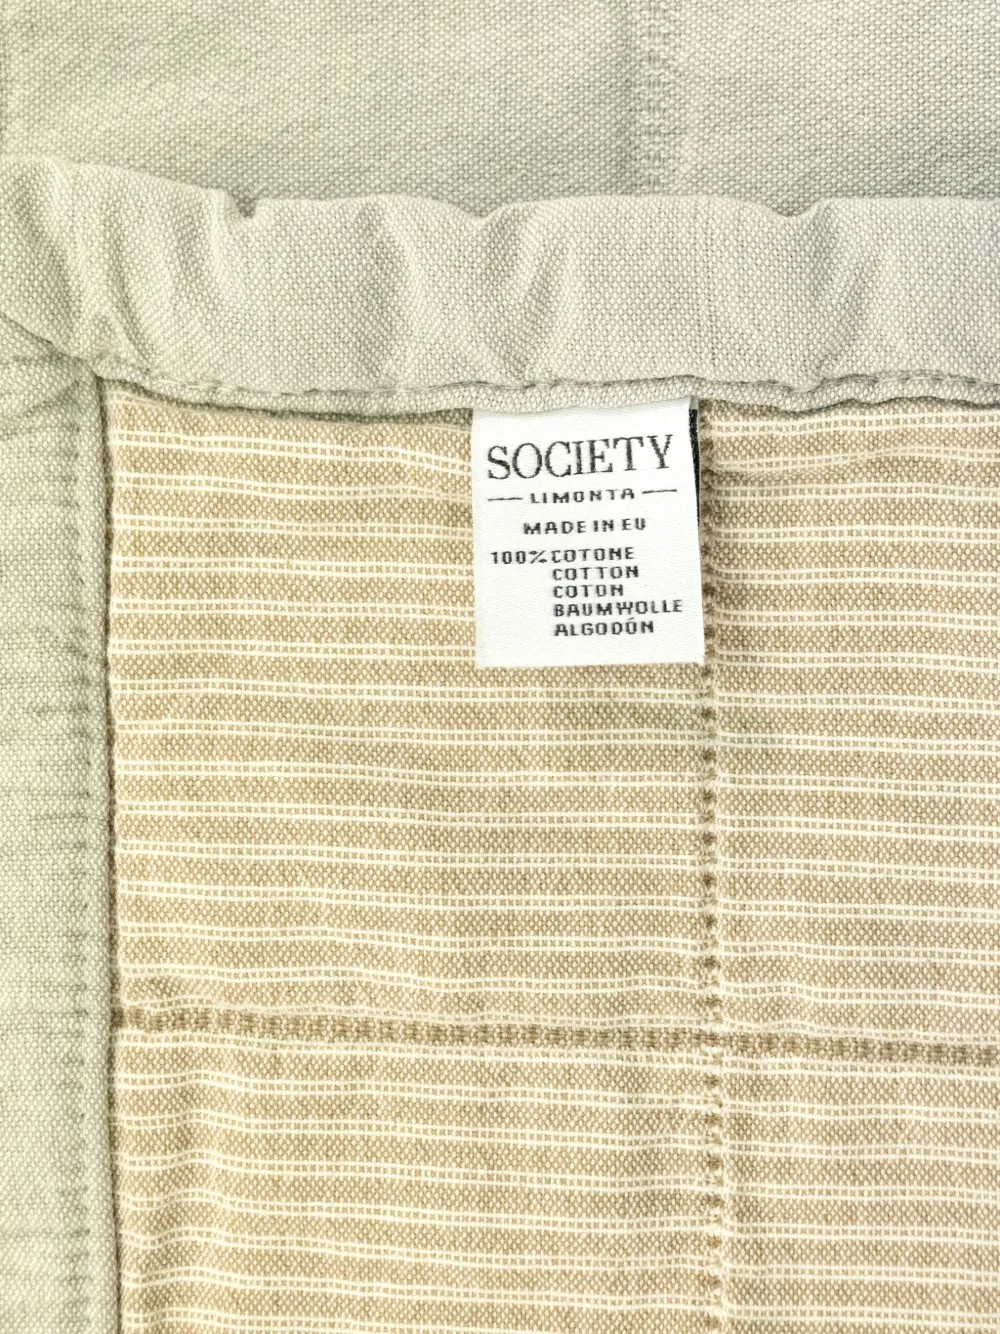 SOCIETY
LIMONTA
MADE IN EU
100% COTONE
COTTON
COTON
BAUMWOLLE
ALGODÓN